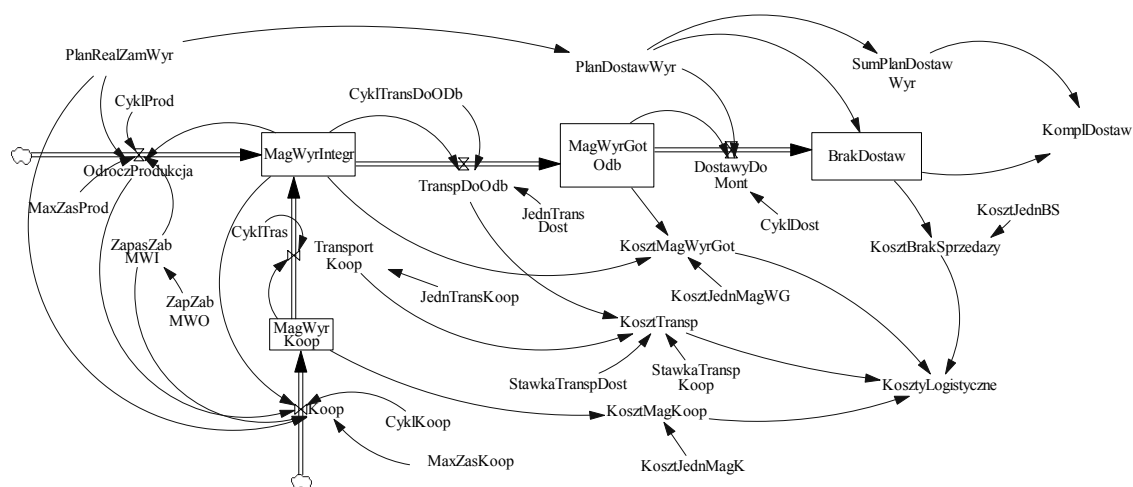 PlanRealZamWyr
PlanDostawWyr
SumPlanDostaw
Wyr
CyklProd
CyklTransDoODb
KomplDostaw
MagWyrIntegr
MagWyrGot
Odb
BrakDostaw
OdroczProdukcja
TranspDoOdb
DostawyDo
Mont
MaxZasProd
JednTrans
Dost
CyklDost
KosztJednBS
CyklTras
Transport
Koop
ZapasZab
MWI
KosztMagWyrGot
KosztBrakSprzedazy
ZapZab
MWO
JednTransKoop
KosztJednMagWG
MagWyr
Koop
KosztTransp
StawkaTranspDost
StawkaTransp
Koop
KosztyLogistyczne
Koop
CyklKoop
KosztMagKoop
MaxZasKoop
KosztJednMagK